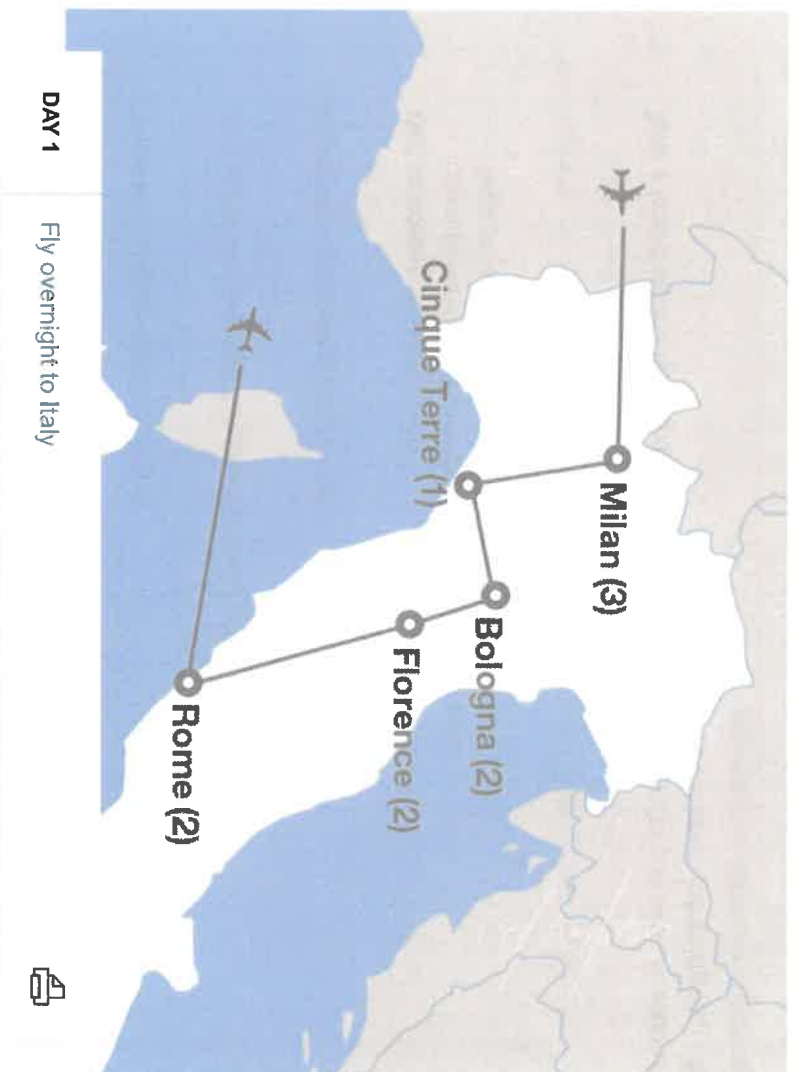 Milan (3)
Cinque Terre (1)
Bologna (2)
Florence (2)
Rome (2)
DAY 1
Fly overnight to Italy